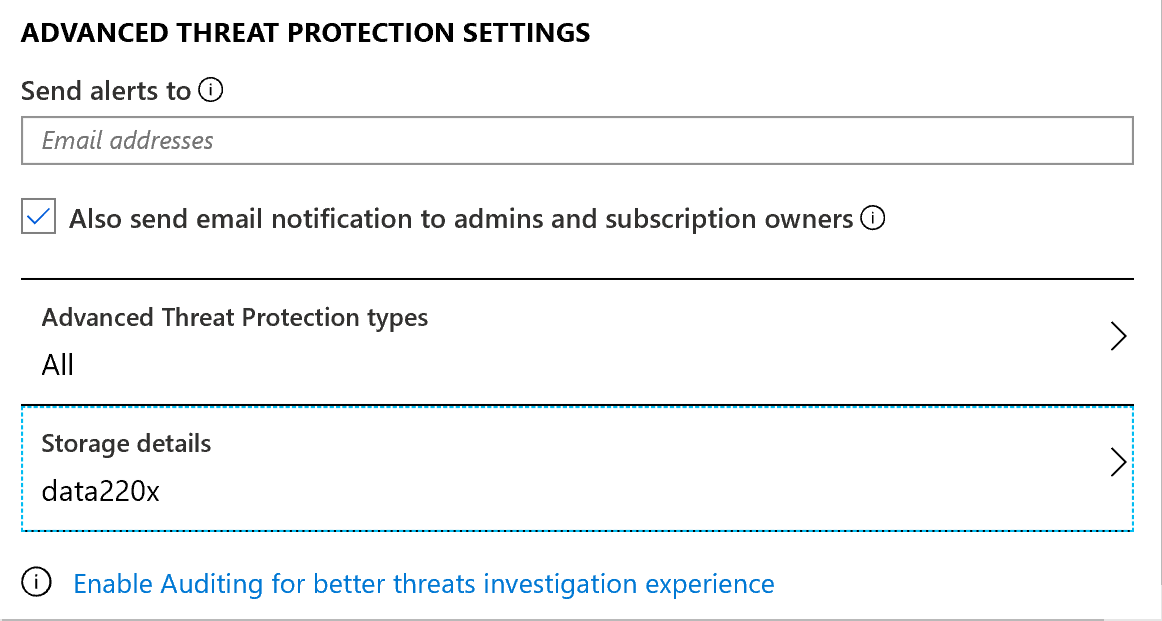 ADVANCED THREAT PROTECTION SETTINGS
Send alerts to
Email addresses
Also send email notification to admins and subscription owners
Advanced Threat Protection types
All
Storage details
data220x
Enable Auditing for better threats investigation experience